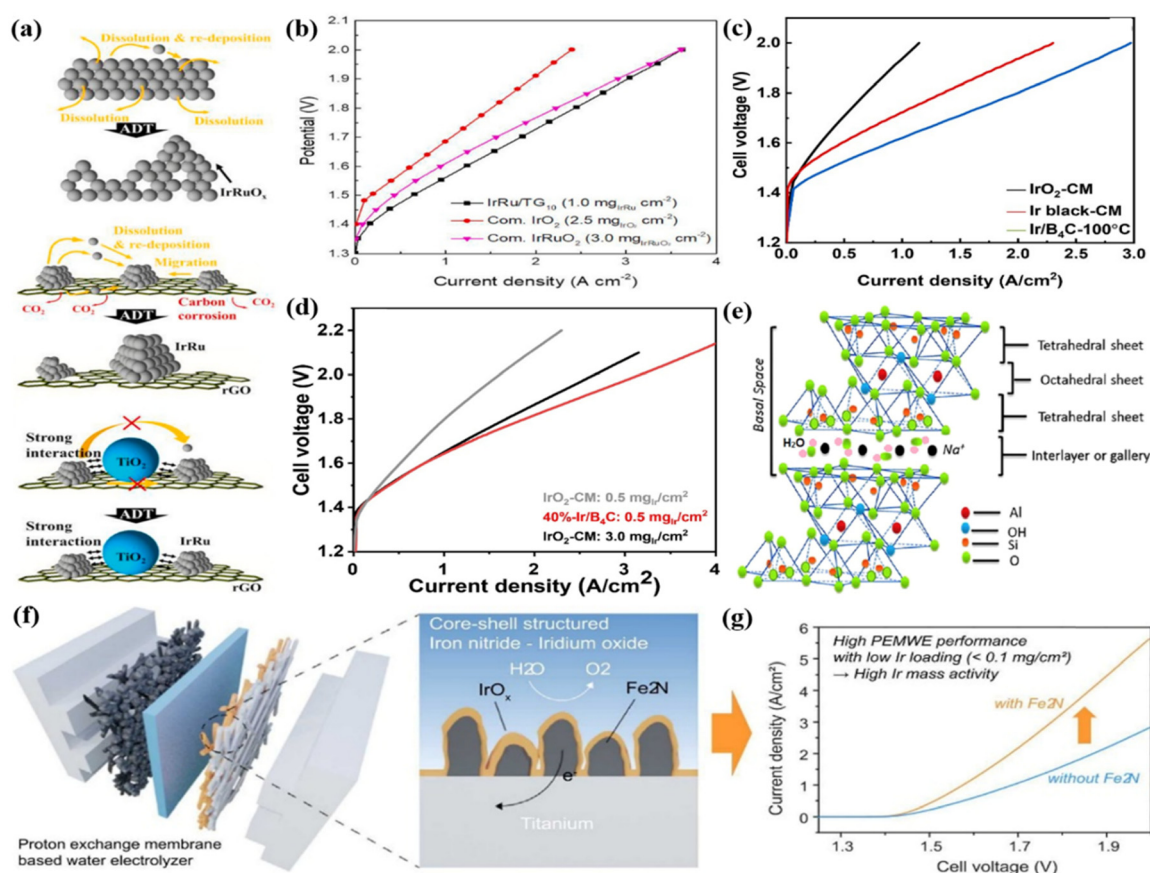 (a)
Dissolution & re-deposition
Dissolution
Dissolution
ADT
IrRuOₓ
Dissolution
& re-deposition
Migration
CO₂
CO₂
Carbon
corrosion
CO₂
ADT
IrRu
rGO
Strong
interaction
TiO₂
ADT
Strong
interaction
TiO₂
IrRu
rGO
(b)
Potential (V)
2.0
1.9
1.8
1.7
1.6
1.5
1.4
1.3
IrRu/TG₁₀ (1.0 mg_IrRu cm⁻²)
Com. IrO₂ (2.5 mg cm⁻²)
Com. IrRuO₂ (3.0 mg cm⁻²)
0 1 2 3 4
Current density (A cm⁻²)
(c)
Cell voltage (V)
2.0
1.8
1.6
1.4
1.2
IrO₂-CM
Ir black-CM
Ir/B₄C-100°C
0.0 0.5 1.0 1.5 2.0 2.5 3.0
Current density (A/cm²)
(d)
Cell voltage (V)
2.2
2.0
1.8
1.6
1.4
1.2
IrO₂-CM: 0.5 mg_Ir/cm²
40%-Ir/B₄C: 0.5 mg_Ir/cm²
IrO₂-CM: 3.0 mg_Ir/cm²
0 1 2 3 4
Current density (A/cm²)
(e)
Basal Space
Tetrahedral sheet
Octahedral sheet
Tetrahedral sheet
H₂O
Na⁺
Interlayer or gallery
Al
OH
Si
O
(f)
Proton exchange membrane
based water electrolyzer
Core-shell structured
Iron nitride - Iridium oxide
H2O O2
IrOₓ
Fe2N
e⁻
Titanium
(g)
Current density (A/cm²)
6
5
4
3
2
1
0
High PEMWE performance
with low Ir loading (< 0.1 mg/cm²)
→ High Ir mass activity
with Fe2N
without Fe2N
1.3 1.5 1.7 1.9
Cell voltage (V)